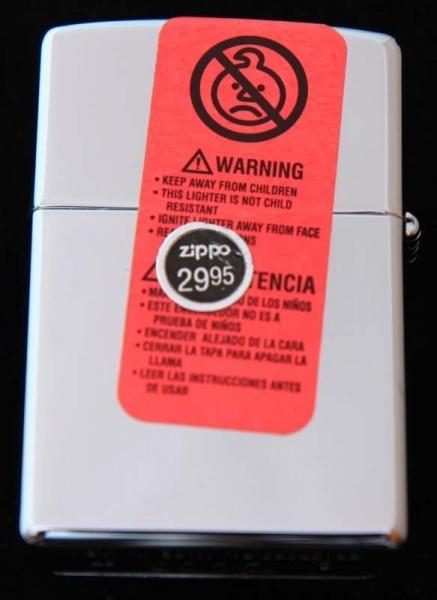 WARNING
• KEEP AWAY FROM CHILDREN
• THIS LIGHTER IS NOT CHILD
RESISTANT
• IGNITE LIGHTER AWAY FROM FACE
zippo
2995
TENCIA
DE LOS NIÑOS
• ESTE NO ES A
PRUEBA DE NIÑOS
• ENCENDER ALEJADO DE LA CARA
• CERRAR LA TAPA PARA APAGAR LA
LLAMA
• LEER LAS INSTRUCCIONES ANTES
DE USAR